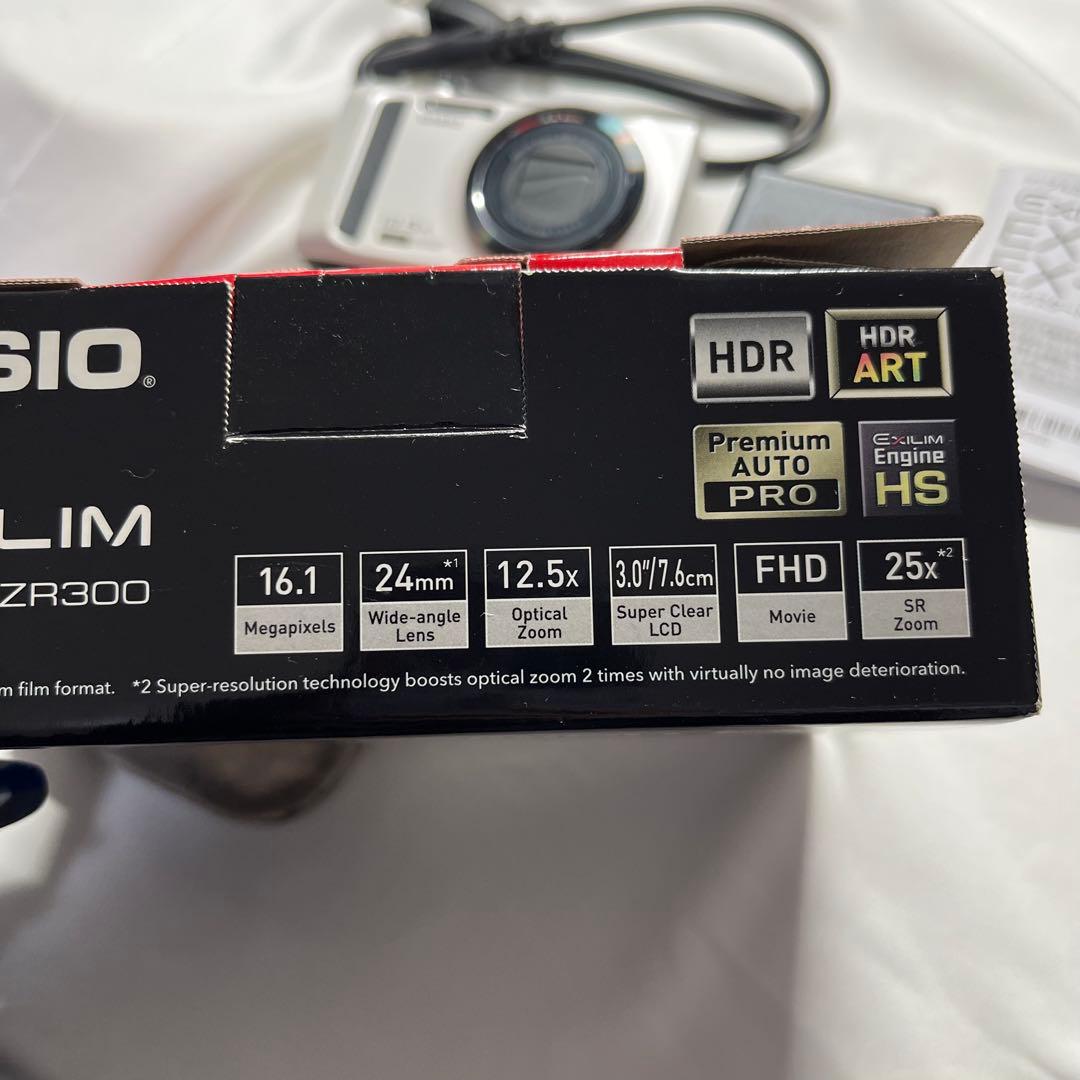 SIO®
HDR
HDR
ART
Premium
AUTO
PRO
EXILIM
Engine
HS
LIM
ZR300
16.1
Megapixels
24mm*1
Wide-angle
Lens
12.5x
Optical
Zoom
3.0"/7.6cm
Super Clear
LCD
FHD
Movie
25x*2
SR
Zoom
m film format. *2 Super-resolution technology boosts optical zoom 2 times with virtually no image deterioration.